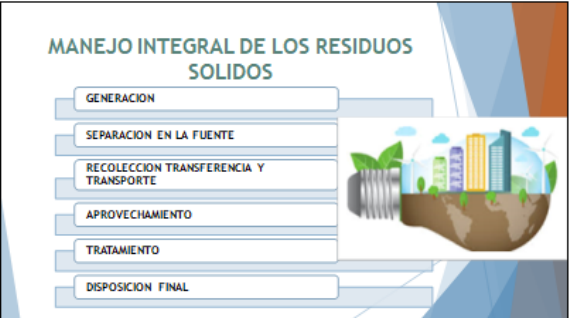 MANEJO INTEGRAL DE LOS RESIDUOS
SOLIDOS
GENERACION
SEPARACION EN LA FUENTE
RECOLECCION TRANSFERENCIA Y
TRANSPORTE
APROVECHAMIENTO
TRATAMIENTO
DISPOSICION FINAL